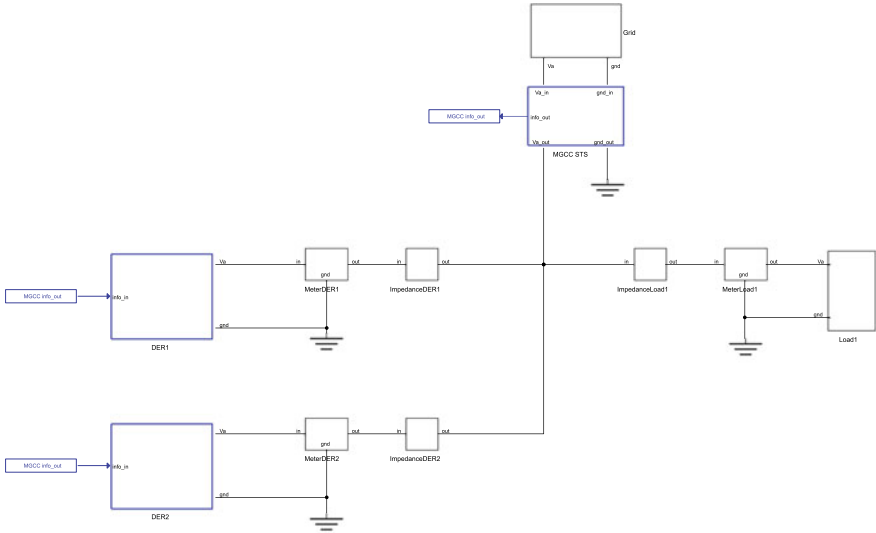 Grid
Va gnd
Va_in gnd_in
MGCC info_out info_out
Va_out gnd_out
MGCC STS
Va in out in out in out in out Va
gnd gnd
MeterDER1 ImpedanceDER1 ImpedanceLoad1 MeterLoad1
MGCC info_out info_in
gnd gnd
DER1 Load1
Va in out in out
gnd
MeterDER2 ImpedanceDER2
MGCC info_out info_in
gnd
DER2